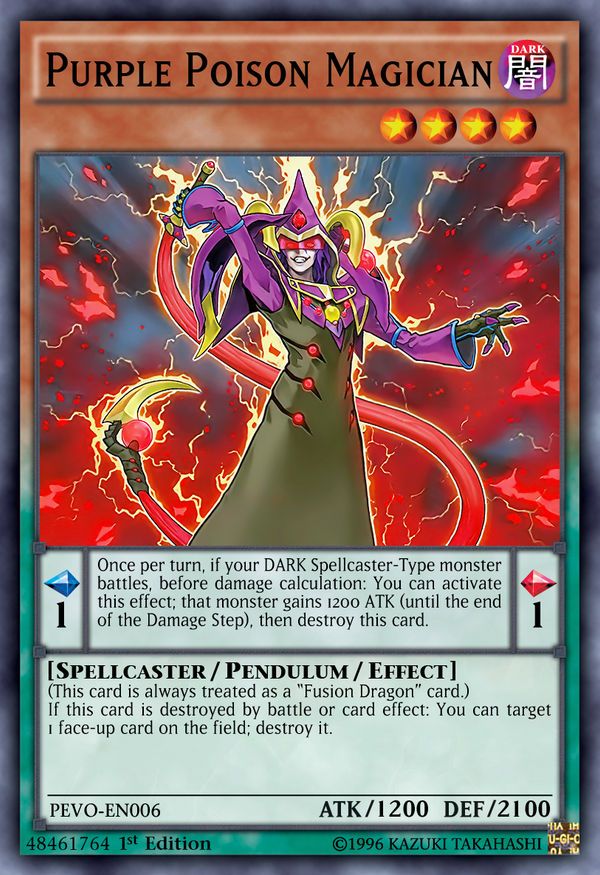 Purple Poison Magician
DARK
闇
Once per turn, if your DARK Spellcaster-Type monster
battles, before damage calculation: You can activate
this effect; that monster gains 1200 ATK (until the end
of the Damage Step), then destroy this card.
1
1
[Spellcaster / Pendulum / Effect]
(This card is always treated as a "Fusion Dragon" card.)
If this card is destroyed by battle or card effect: You can target
1 face-up card on the field; destroy it.
PEVO-EN006
ATK/1200 DEF/2100
48461764 1st Edition
©1996 KAZUKI TAKAHASHI